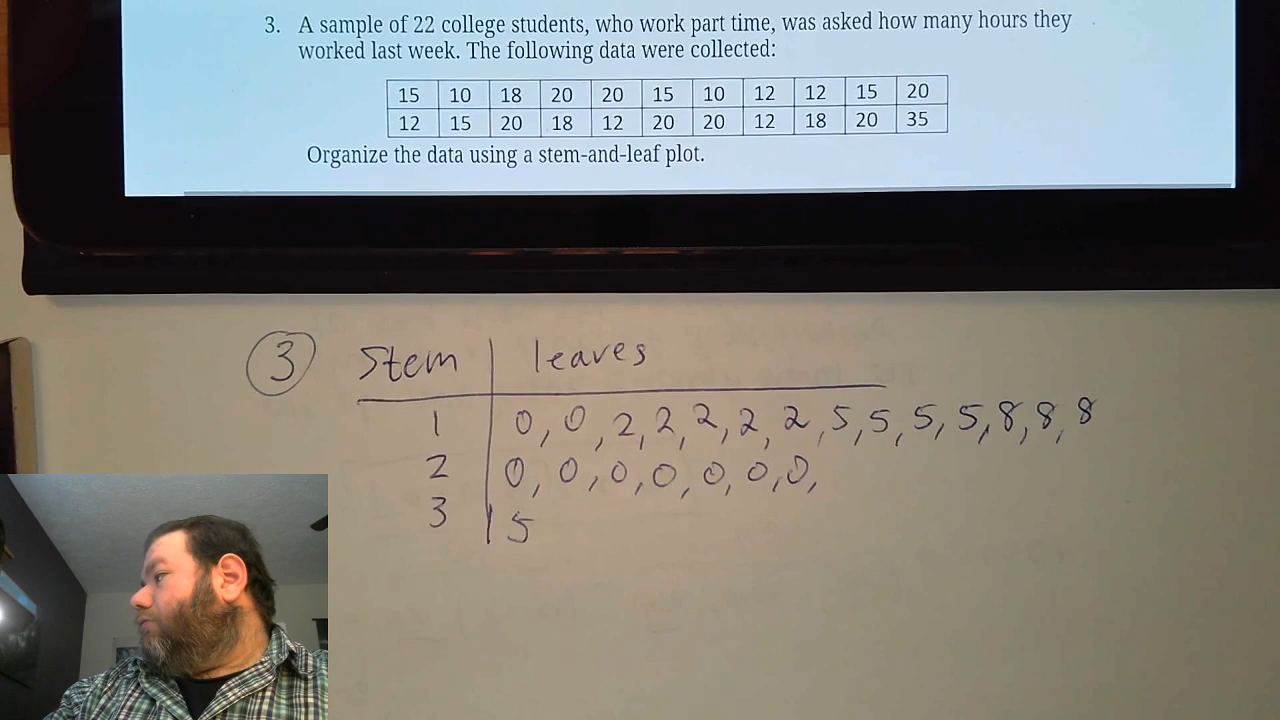 3. A sample of 22 college students, who work part time, was asked how many hours they
worked last week. The following data were collected:
15 10 18 20 20 15 10 12 12 15 20
12 15 20 18 12 20 20 12 18 20 35
Organize the data using a stem-and-leaf plot.
3 Stem | leaves
1 | 0, 0, 2, 2, 2, 2, 2, 5, 5, 5, 5, 8, 8, 8
2 | 0, 0, 0, 0, 0, 0, 0,
3 | 5